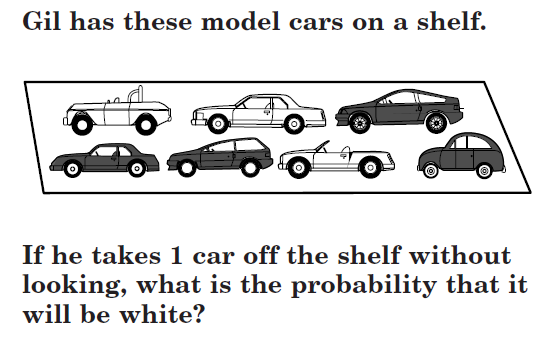 Gil has these model cars on a shelf.
If he takes 1 car off the shelf without
looking, what is the probability that it
will be white?